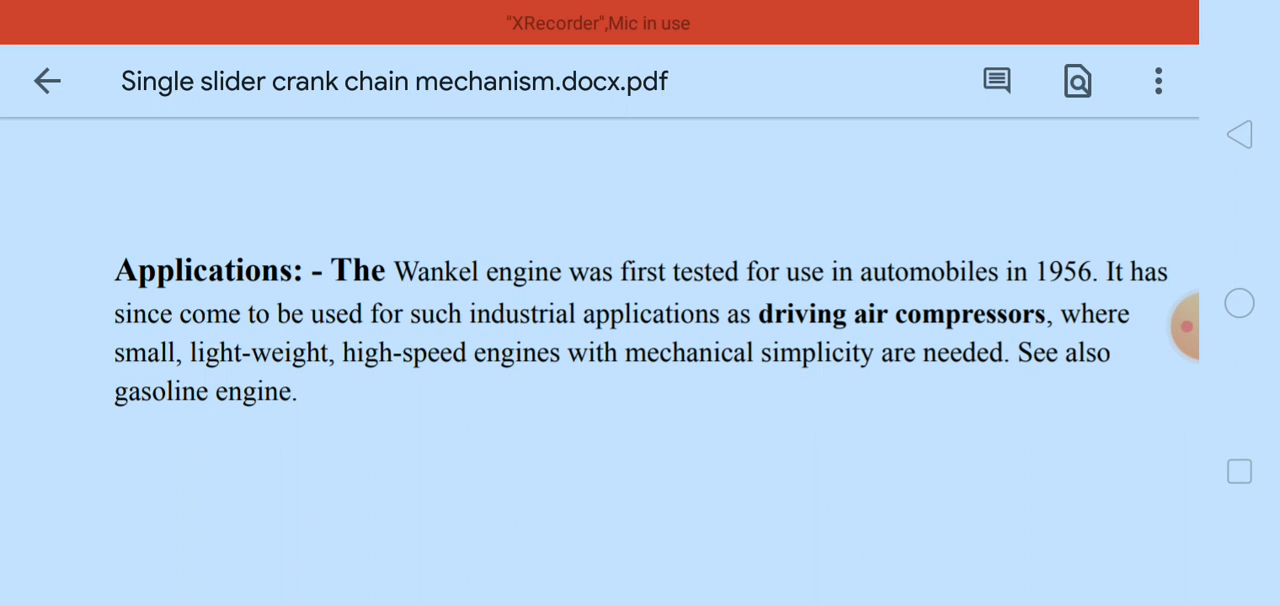 "XRecorder",Mic in use
Single slider crank chain mechanism.docx.pdf
Applications: - The Wankel engine was first tested for use in automobiles in 1956. It has
since come to be used for such industrial applications as driving air compressors, where
small, light-weight, high-speed engines with mechanical simplicity are needed. See also
gasoline engine.